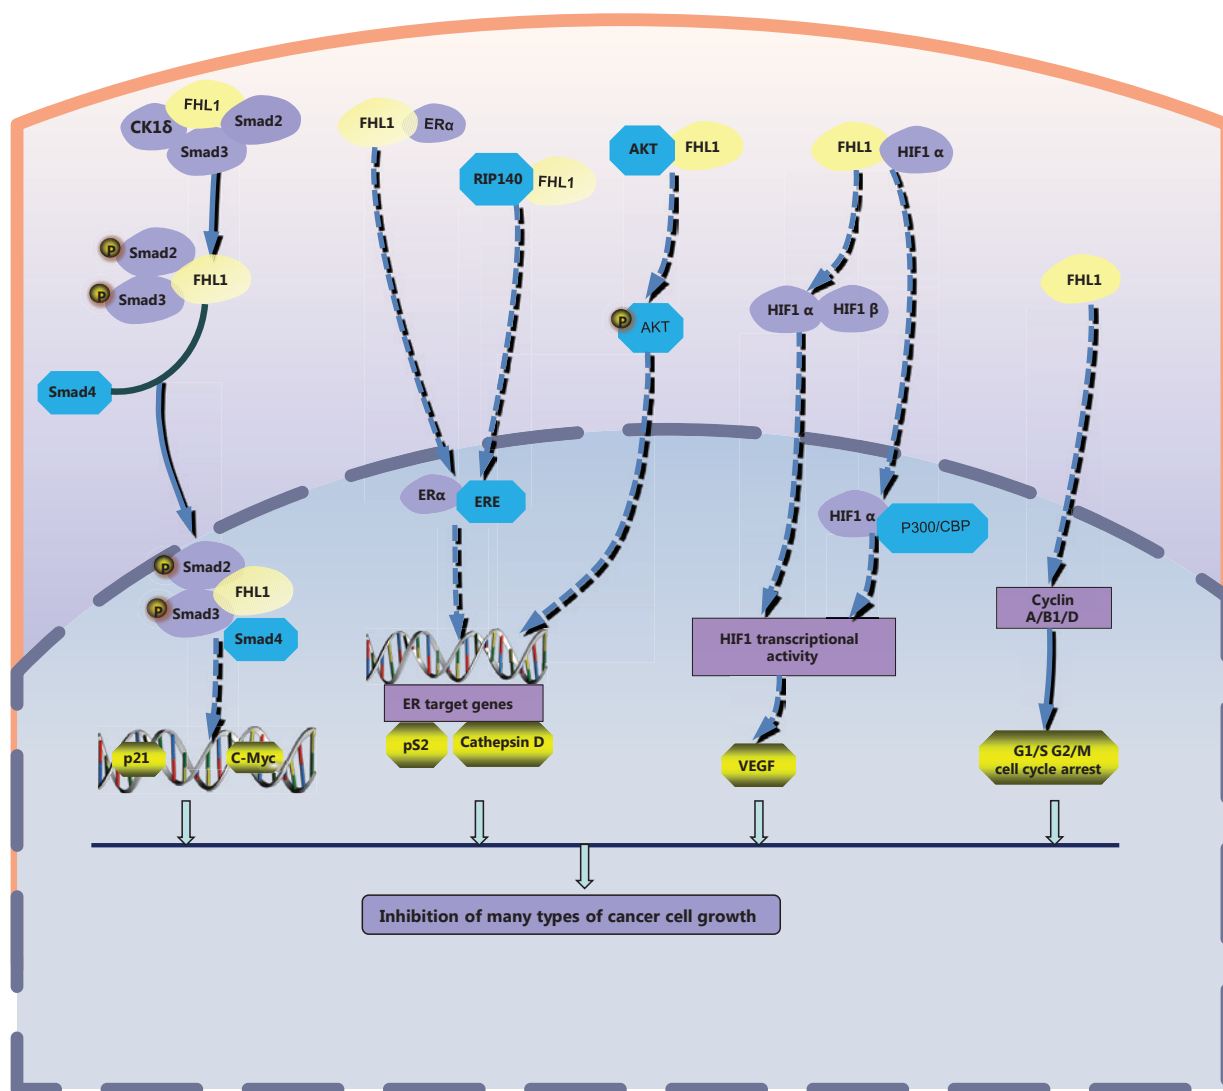 FHL1
CK1δ
Smad2
Smad3
FHL1
ERα
RIP140
FHL1
AKT
FHL1
FHL1
HIF1 α
P
Smad2
P
Smad3
FHL1
Smad4
P
AKT
HIF1 α
HIF1 β
FHL1
ERα
ERE
HIF1 α
P300/CBP
P
Smad2
P
Smad3
FHL1
Smad4
Cyclin
A/B1/D
HIF1 transcriptional
activity
ER target genes
p21
C-Myc
pS2
Cathepsin D
VEGF
G1/S G2/M
cell cycle arrest
Inhibition of many types of cancer cell growth